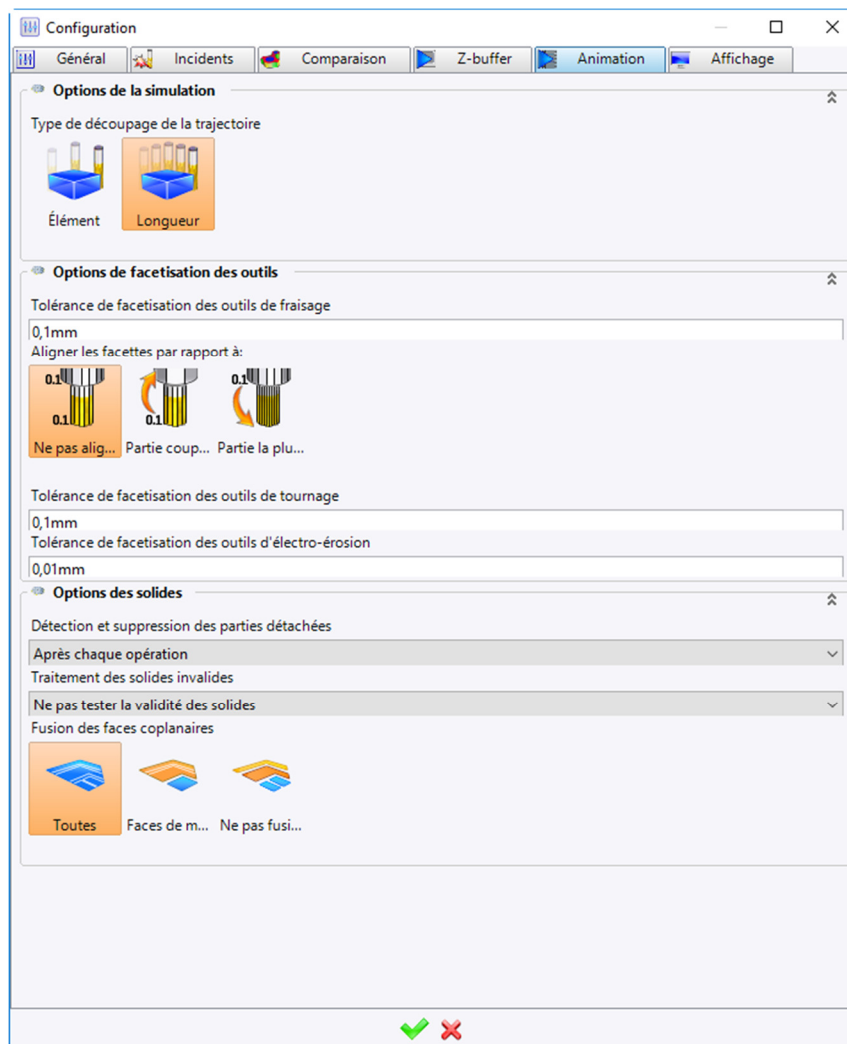 Configuration
Général Incidents Comparaison Z-buffer Animation Affichage
Options de la simulation
Type de découpage de la trajectoire
Élément Longueur
Options de facetisation des outils
Tolérance de facetisation des outils de fraisage
0,1mm
Aligner les facettes par rapport à:
0.1 0.1
0.1 0.1
Ne pas alig... Partie coup... Partie la plu...
Tolérance de facetisation des outils de tournage
0,1mm
Tolérance de facetisation des outils d'électro-érosion
0,01mm
Options des solides
Détection et suppression des parties détachées
Après chaque opération
Traitement des solides invalides
Ne pas tester la validité des solides
Fusion des faces coplanaires
Toutes Faces de m... Ne pas fusi...